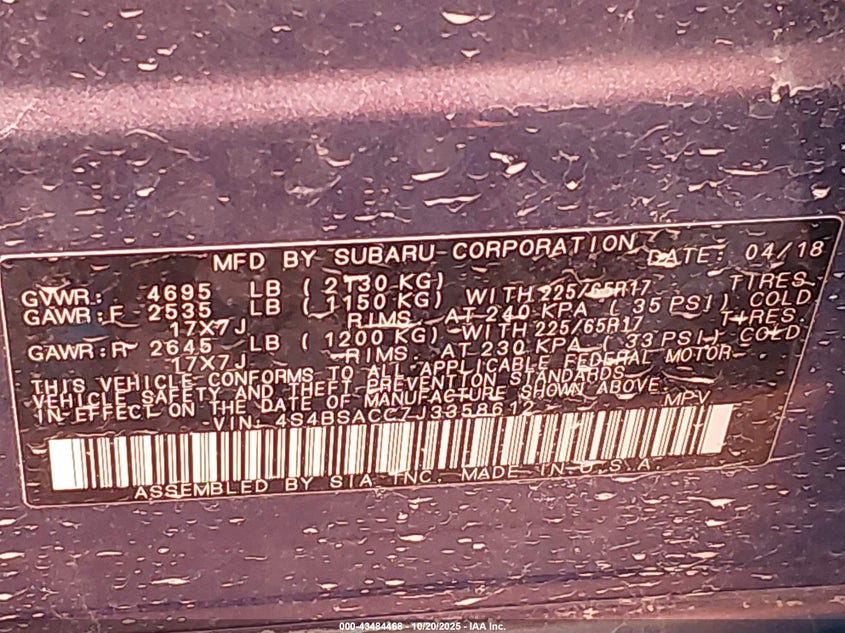 MFD BY SUBARU CORPORATION DATE: 04/18
GVWR: 4695 LB (2130 KG)
GAWR:F 2535 LB (1150 KG) WITH 225/65R17 TIRES
17X7J RIMS AT 240 KPA (35 PSI) COLD
GAWR:R 2645 LB (1200 KG) WITH 225/65R17 TIRES
17X7J RIMS AT 230 KPA (33 PSI) COLD
THIS VEHICLE CONFORMS TO ALL APPLICABLE FEDERAL MOTOR
VEHICLE SAFETY AND THEFT PREVENTION STANDARDS
IN EFFECT ON THE DATE OF MANUFACTURE SHOWN ABOVE.
VIN: 4S4BSACC7J3358612 MPV
ASSEMBLED BY SIA INC. MADE IN U.S.A.
000-43484468 - 10/20/2025 - IAA Inc.